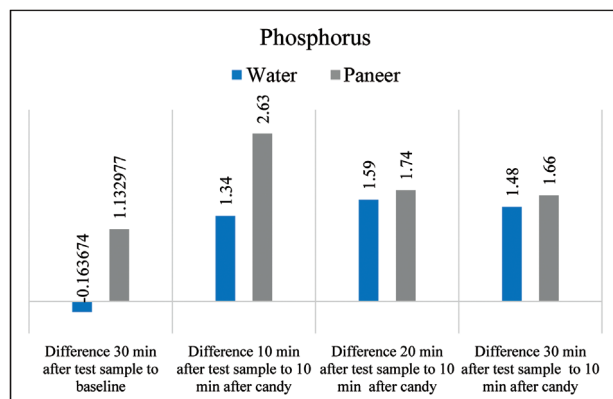 Phosphorus
Water Paneer
-0.163674
1.132977
1.34
2.63
1.59
1.74
1.48
1.66
Difference 30 min
after test sample to
baseline
Difference 10 min
after test sample to 10
min after candy
Difference 20 min
after test sample to 10
min after candy
Difference 30 min
after test sample to
10 min after candy